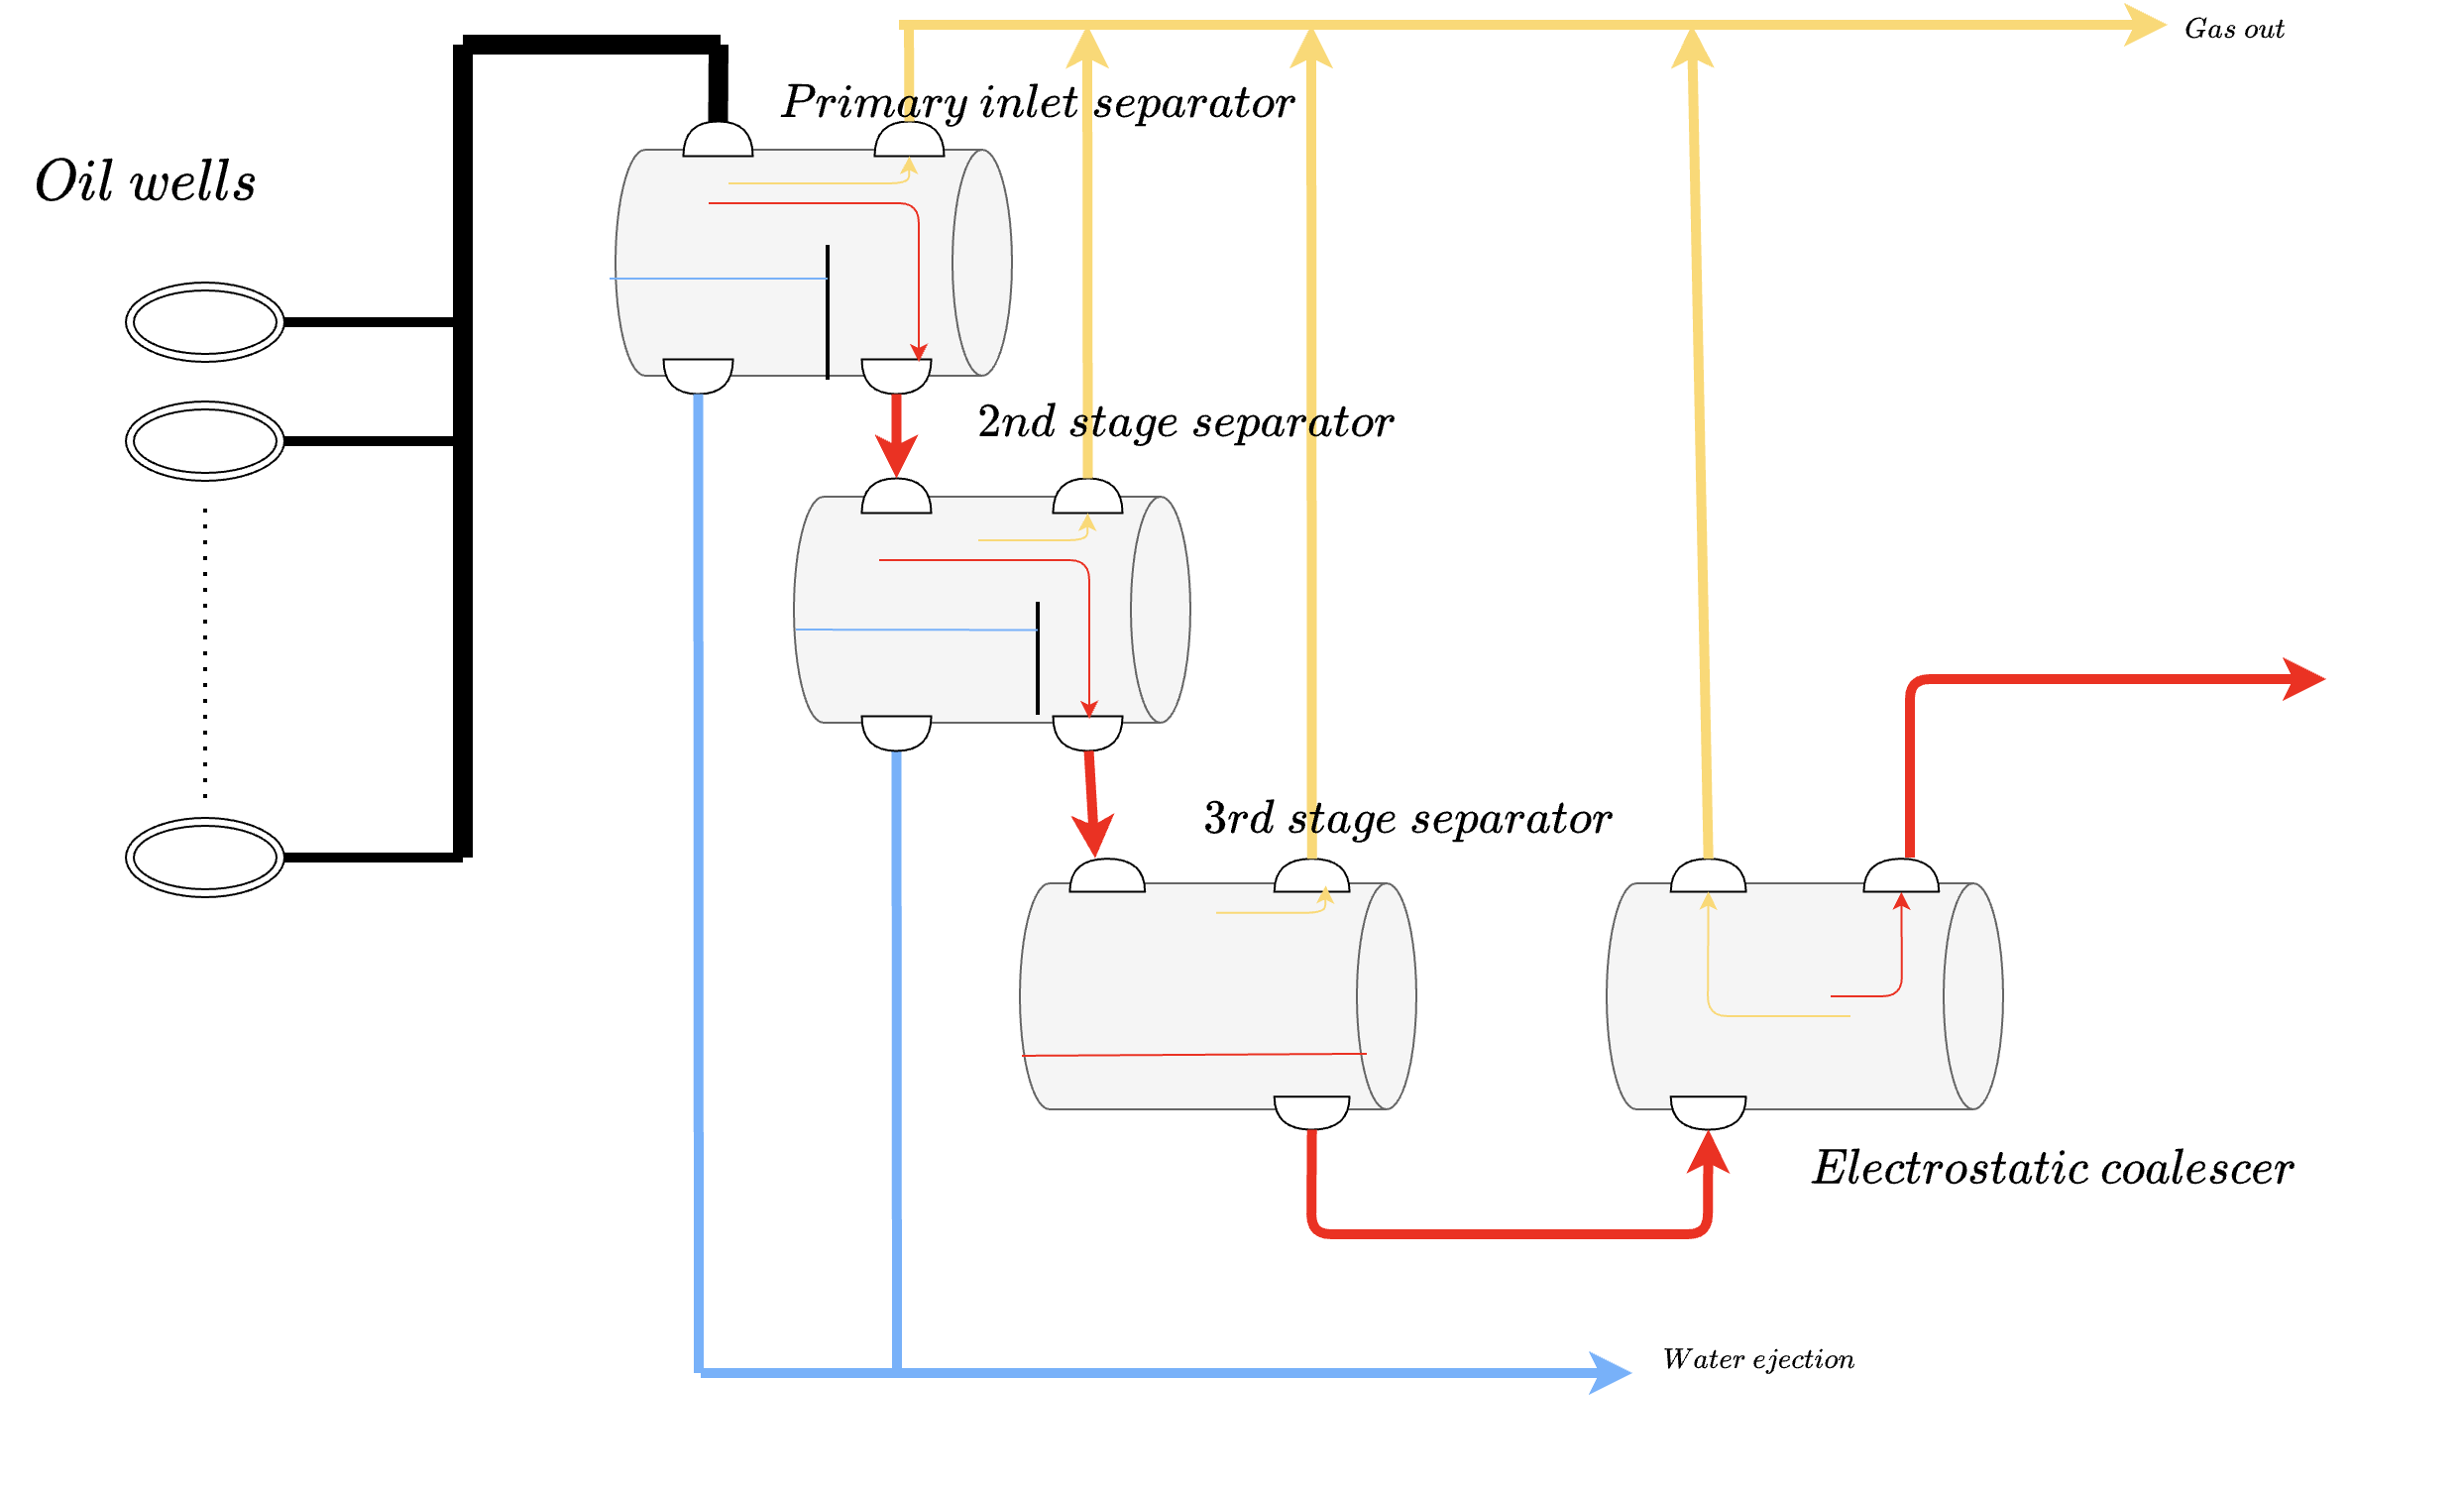 Gas out
Primary inlet separator
Oil wells
2nd stage separator
3rd stage separator
Electrostatic coalescer
Water ejection